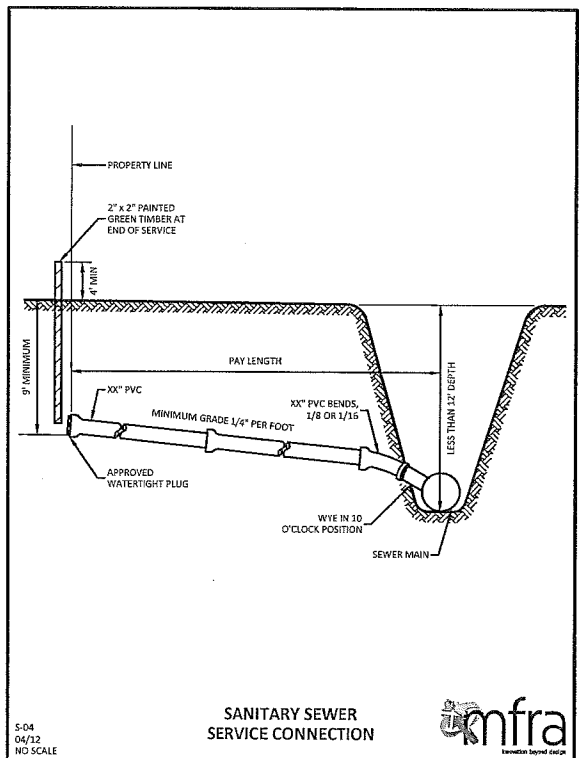 PROPERTY LINE
2" x 2" PAINTED
GREEN TIMBER AT
END OF SERVICE
4' MIN
9' MINIMUM
PAY LENGTH
LESS THAN 12' DEPTH
XX" PVC
MINIMUM GRADE 1/4" PER FOOT
XX" PVC BENDS,
1/8 OR 1/16
APPROVED
WATERTIGHT PLUG
WYE IN 10
O'CLOCK POSITION
SEWER MAIN
S-04
04/12
NO SCALE
SANITARY SEWER
SERVICE CONNECTION
mfra
innovation beyond design